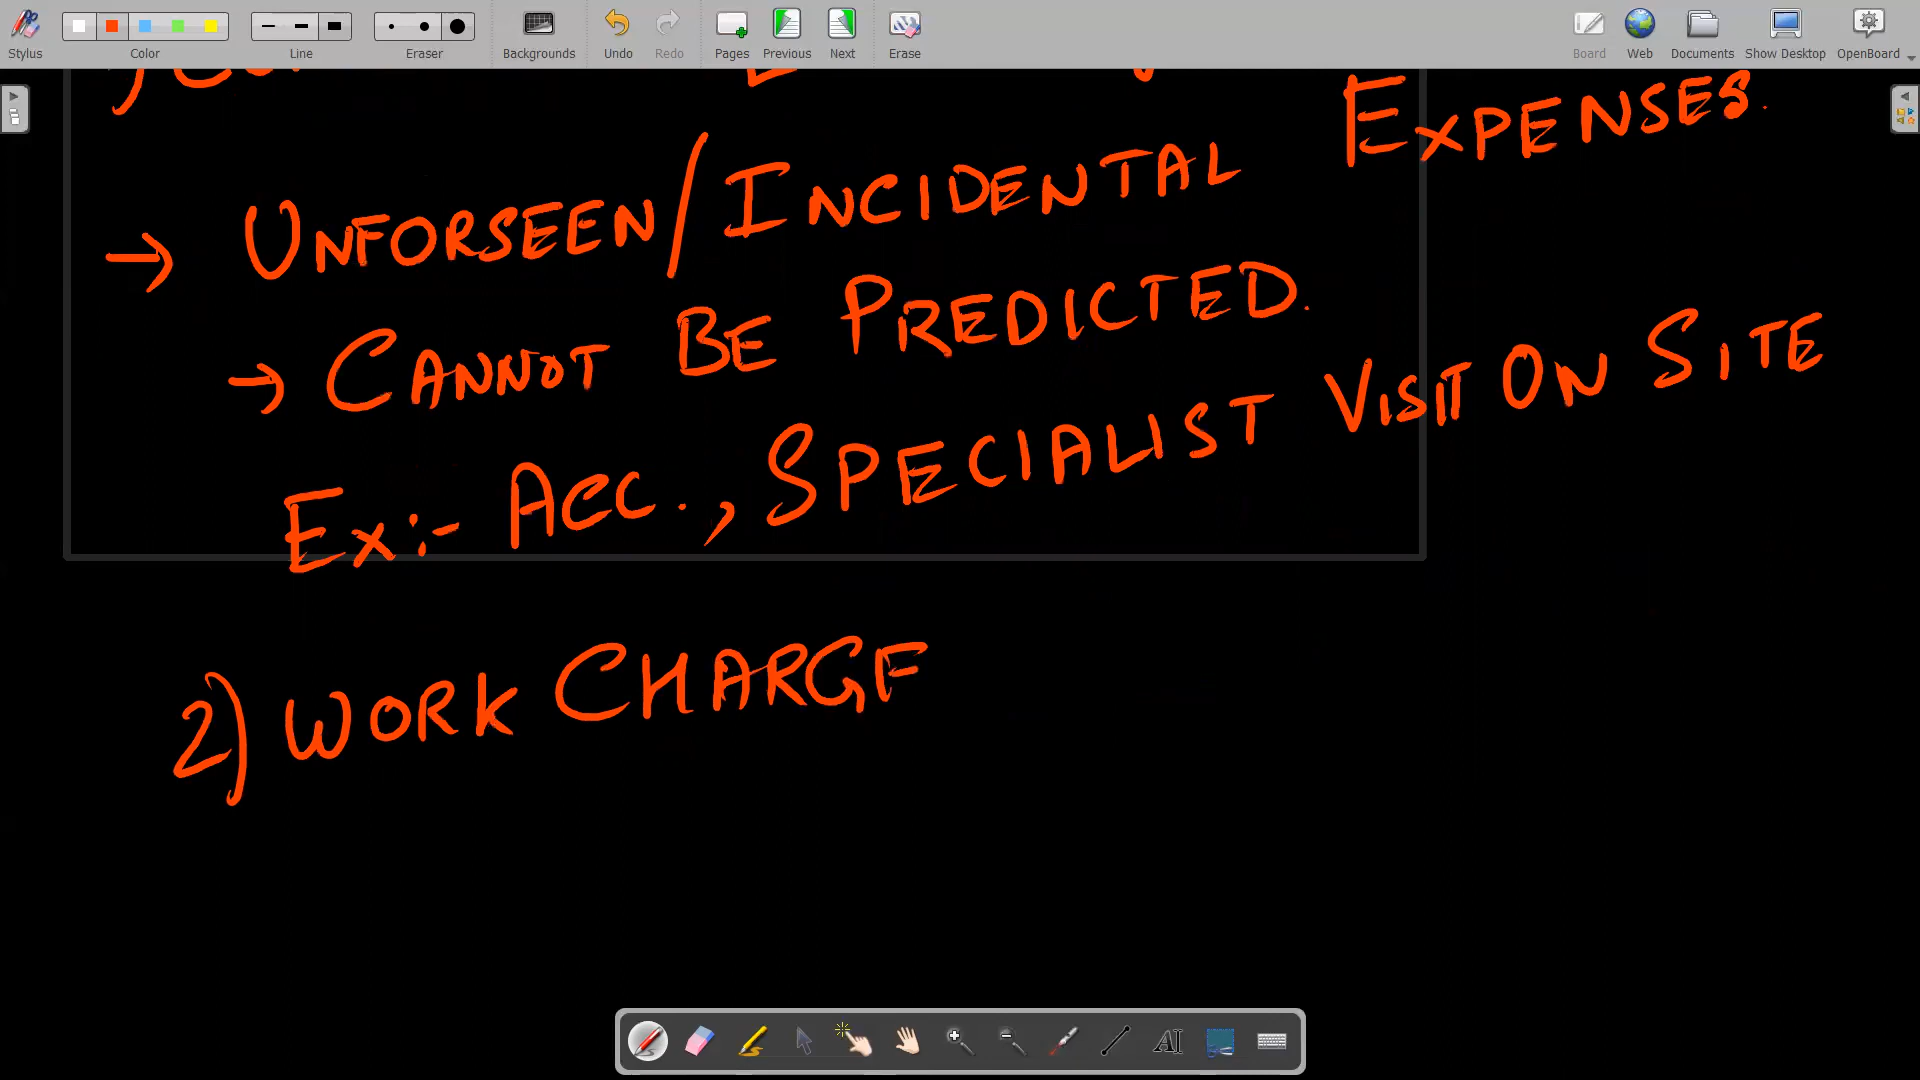 Stylus Color Line Eraser Backgrounds Undo Redo Pages Previous Next Erase Board Web Documents Show Desktop OpenBoard
EXPENSES.
→ UNFORSEEN/INCIDENTAL
→ CANNOT BE PREDICTED.
Ex:- ACC., SPECIALIST VISIT ON SITE
2) WORK CHARGE